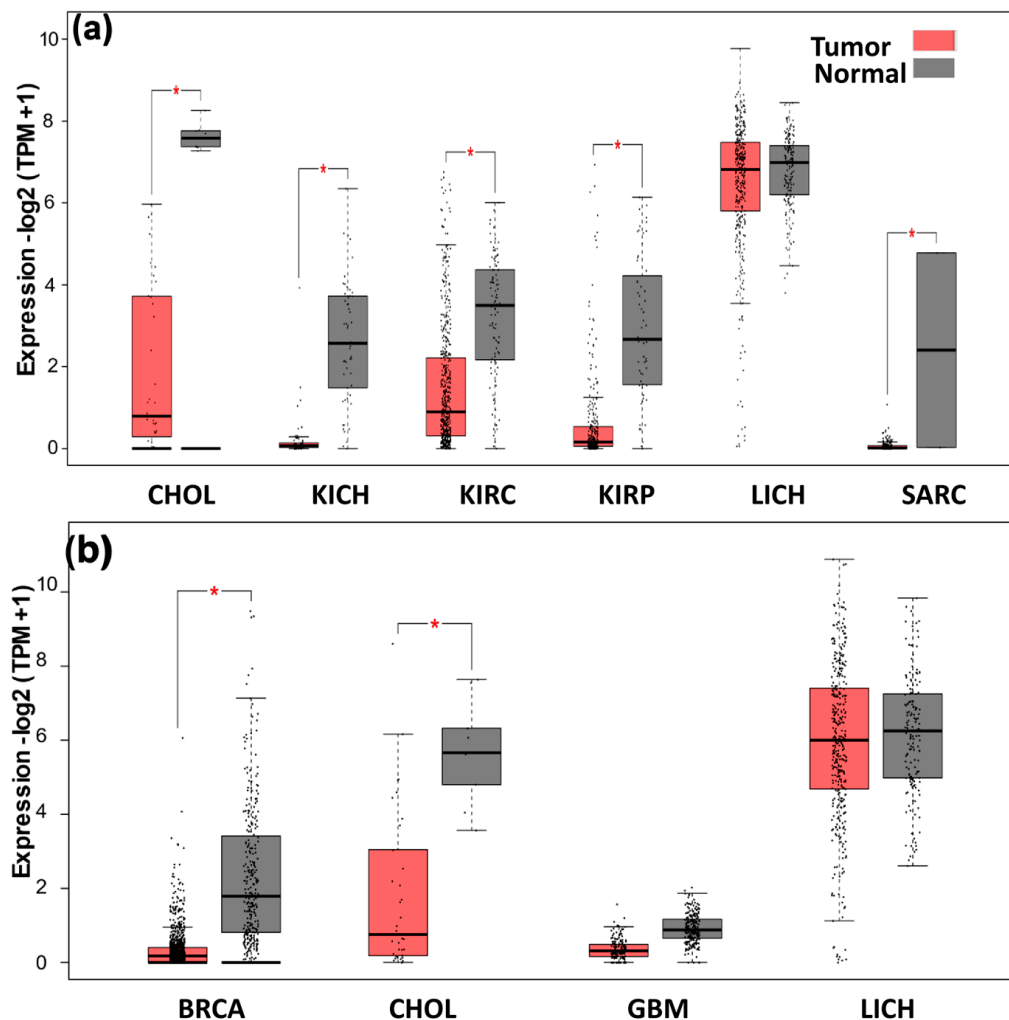 (a)
Tumor
Normal
Expression -log2 ( TPM +1)
10
8
6
4
2
0
*
*
*
*
*
CHOL KICH KIRC KIRP LICH SARC
(b)
Expression -log2 ( TPM +1)
10
8
6
4
2
0
*
*
BRCA CHOL GBM LICH